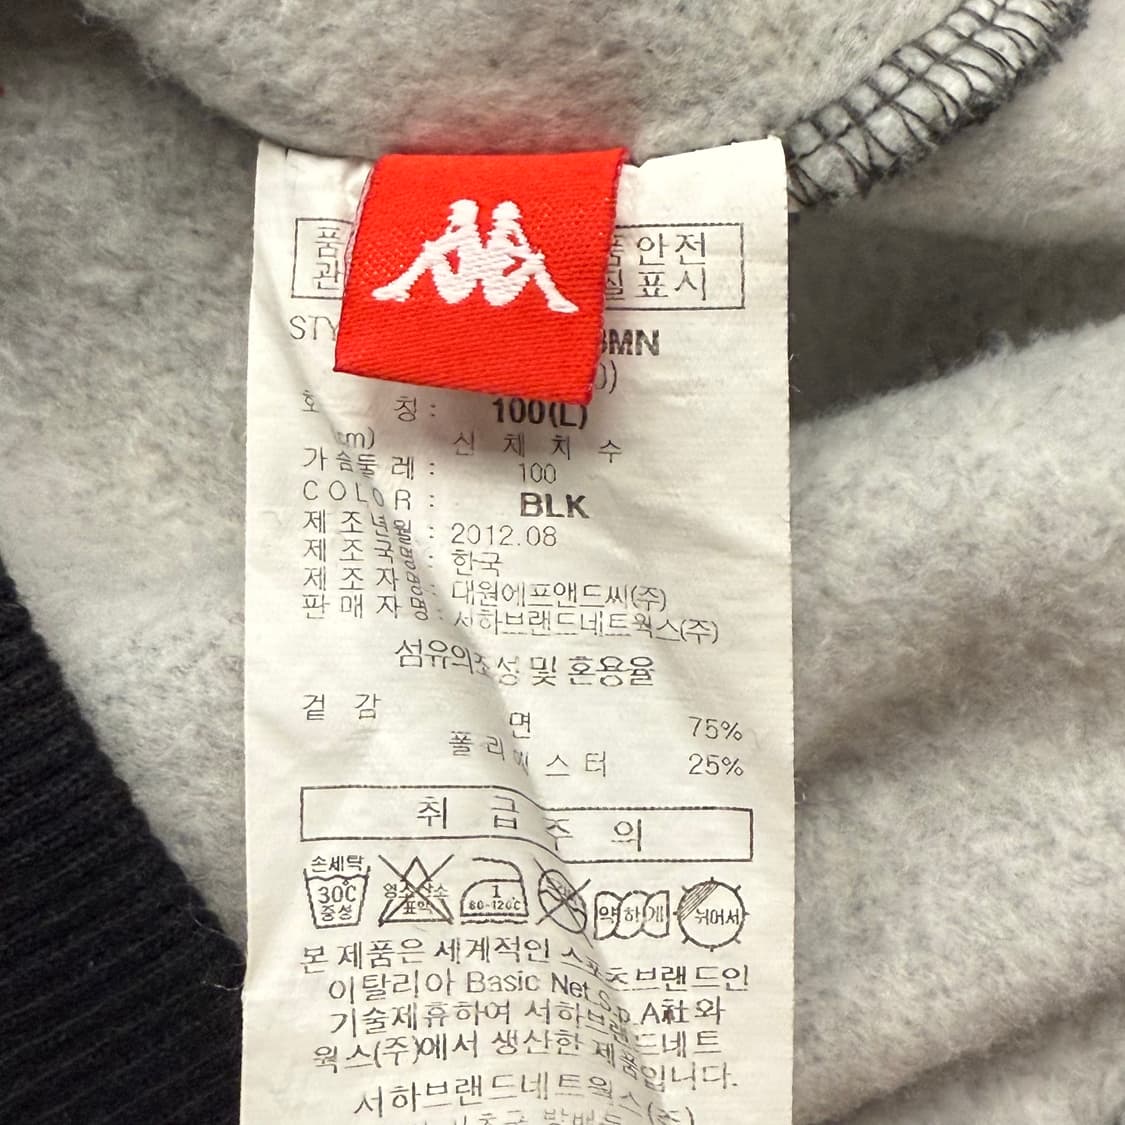 안전
표시
STY
BMN
칭 : 100(L)
신 체 치 수
가슴둘레 : 100
COLOR : BLK
제조년월 : 2012.08
제조국명 : 한국
제조자명 : 대원에프앤드씨(주)
판매자명 : 서하브랜드네트웍스(주)
섬유의조성 및 혼용율
겉 감
면 75%
폴리에스터 25%
취 급 주 의
손세탁
30℃
중성
염소
표백
1
80-120℃
약하게
뉘어서
본 제품은 세계적인 스포츠브랜드인
이탈리아 Basic Net S.p.A社와
기술제휴하여 서하브랜드네트
웍스(주)에서 생산한 제품입니다.
서하브랜드네트웍스(주)